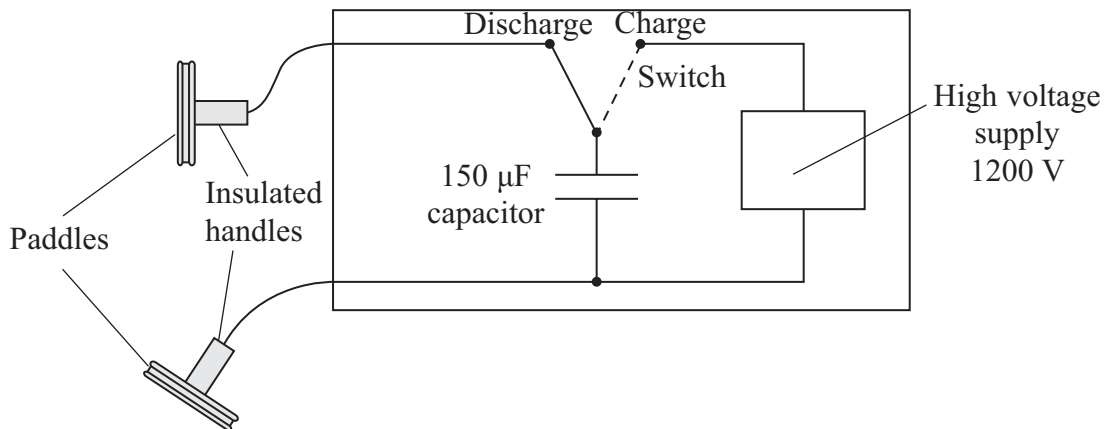 Discharge
Charge
Switch
High voltage
supply
1200 V
150 μF
capacitor
Insulated
handles
Paddles